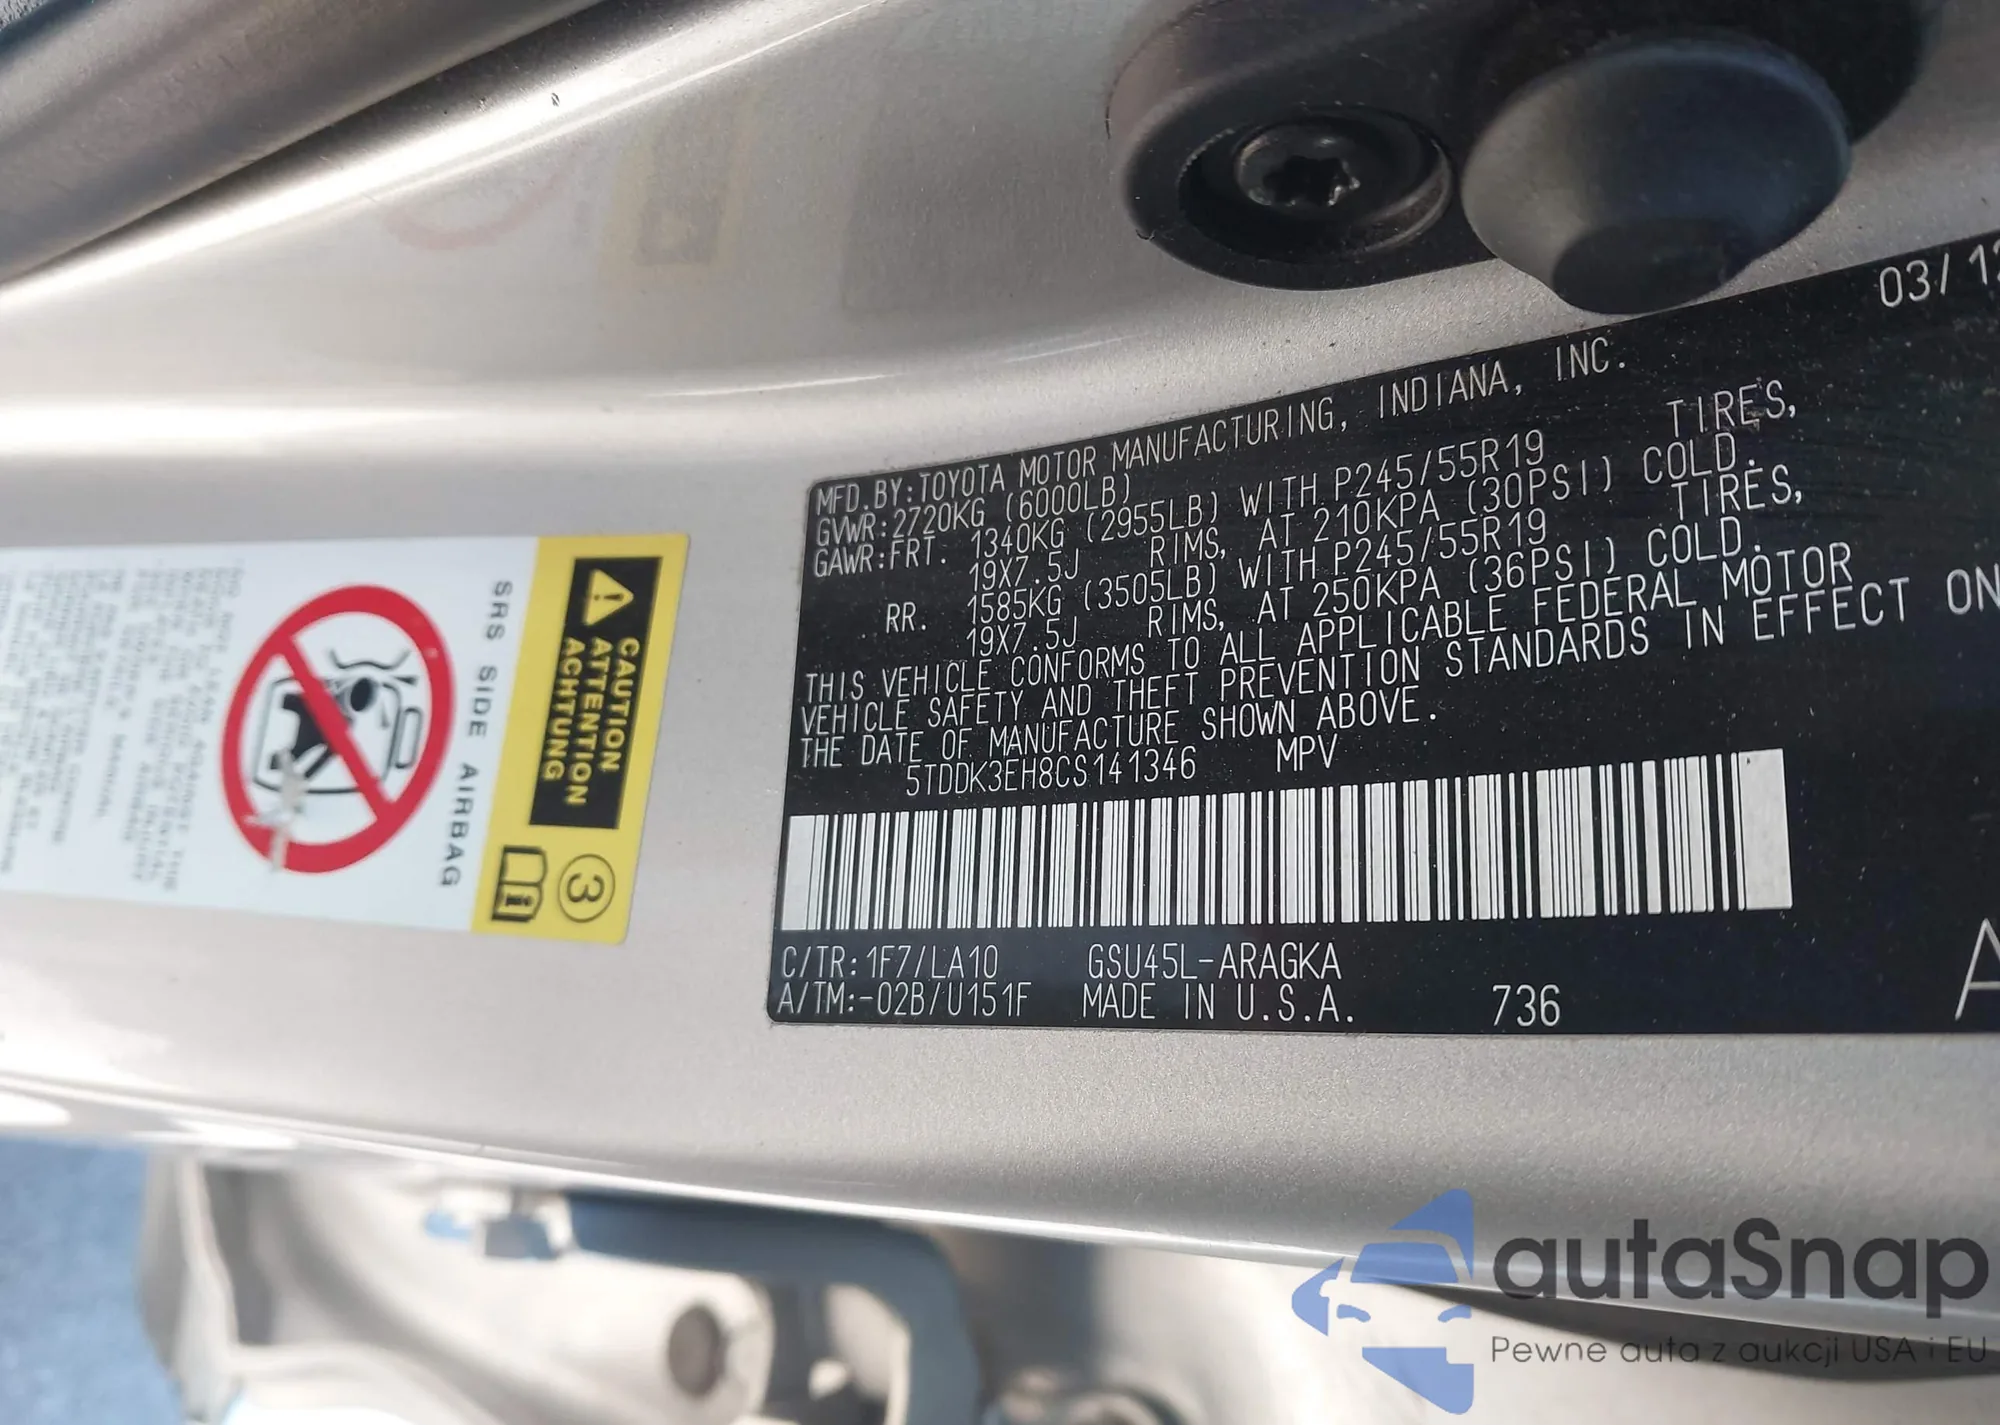 03/12
MFD.BY:TOYOTA MOTOR MANUFACTURING, INDIANA, INC.
GVWR:2720KG (6000LB)
GAWR:FRT. 1340KG (2955LB) WITH P245/55R19 TIRES,
19X7.5J RIMS, AT 210KPA (30PSI) COLD.
RR. 1585KG (3505LB) WITH P245/55R19 TIRES,
19X7.5J RIMS, AT 250KPA (36PSI) COLD.
THIS VEHICLE CONFORMS TO ALL APPLICABLE FEDERAL MOTOR
VEHICLE SAFETY AND THEFT PREVENTION STANDARDS IN EFFECT ON
THE DATE OF MANUFACTURE SHOWN ABOVE.
5TDDK3EH8CS141346 MPV
C/TR:1F7/LA10 GSU45L-ARAGKA
A/TM:-02B/U151F MADE IN U.S.A. 736
A
CAUTION
ATTENTION
ACHTUNG
3
SRS SIDE AIRBAG
autaSnap
Pewne auta z aukcji USA i EU